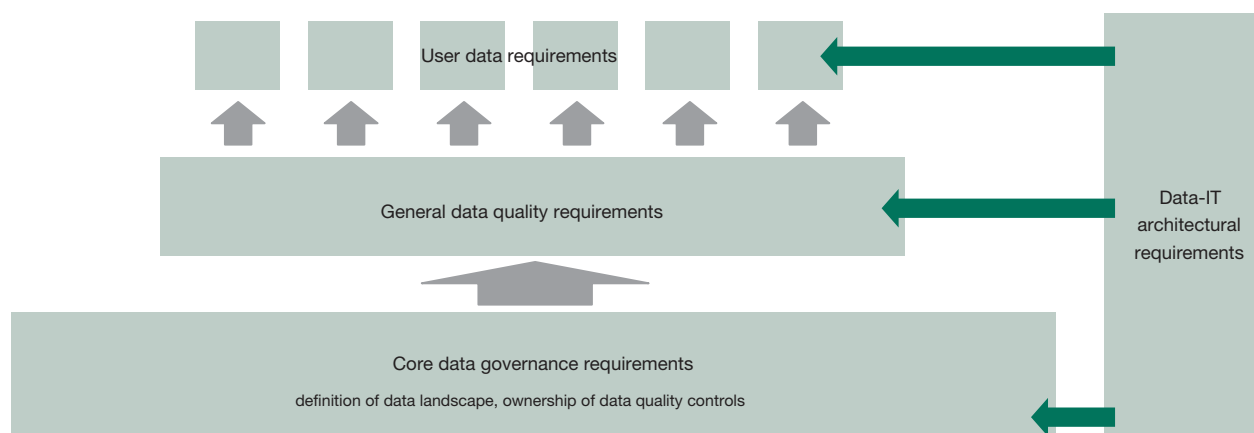 User data requirements
General data quality requirements
Data-IT
architectural
requirements
Core data governance requirements
definition of data landscape, ownership of data quality controls